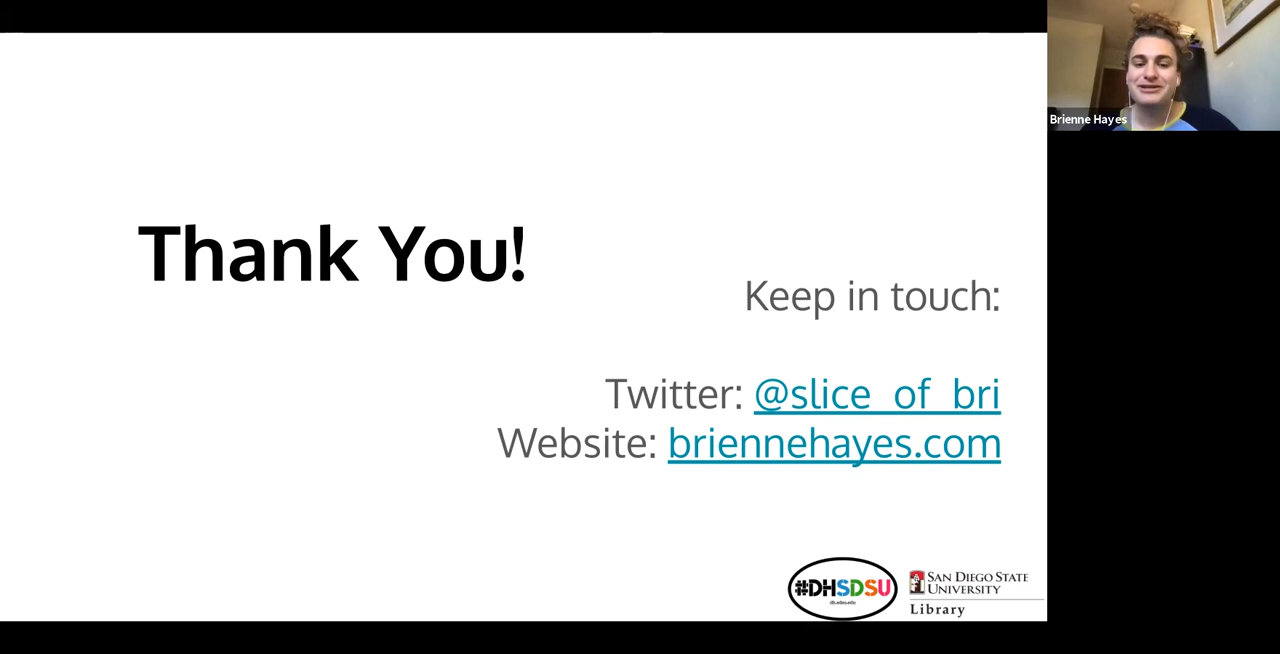 Thank You!
Keep in touch:
Twitter: @slice_of_bri
Website: briennehayes.com
#DHSDSU
SAN DIEGO STATE
UNIVERSITY
Library
Brienne Hayes